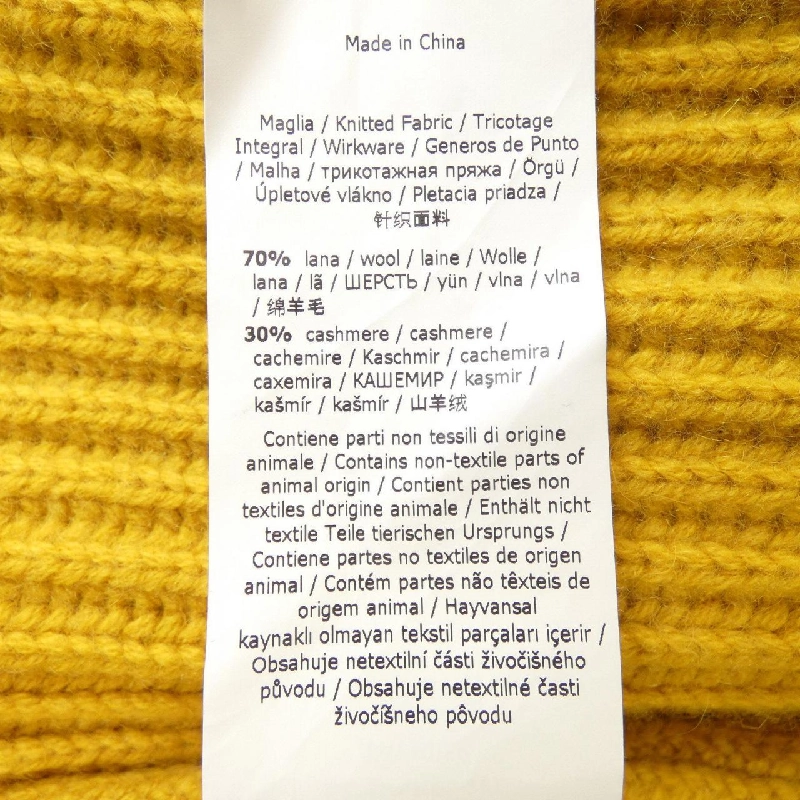 Made in China
Maglia / Knitted Fabric / Tricotage
Integral / Wirkware / Generos de Punto
/ Malha / трикотажная пряжа / Örgü /
Úpletové vlákno / Pletacia priadza /
针织面料
70% lana / wool / laine / Wolle /
lana / lã / ШЕРСТЬ / yün / vlna / vlna
/ 绵羊毛
30% cashmere / cashmere /
cachemire / Kaschmir / cachemira /
caxemira / КАШЕМИР / kaşmir /
kašmír / kašmír / 山羊绒
Contiene parti non tessili di origine
animale / Contains non-textile parts of
animal origin / Contient parties non
textiles d'origine animale / Enthält nicht
textile Teile tierischen Ursprungs /
Contiene partes no textiles de origen
animal / Contém partes não têxteis de
origem animal / Hayvansal
kaynaklı olmayan tekstil parçaları içerir /
Obsahuje netextilní části živočišného
původu / Obsahuje netextilné časti
živočíšneho pôvodu